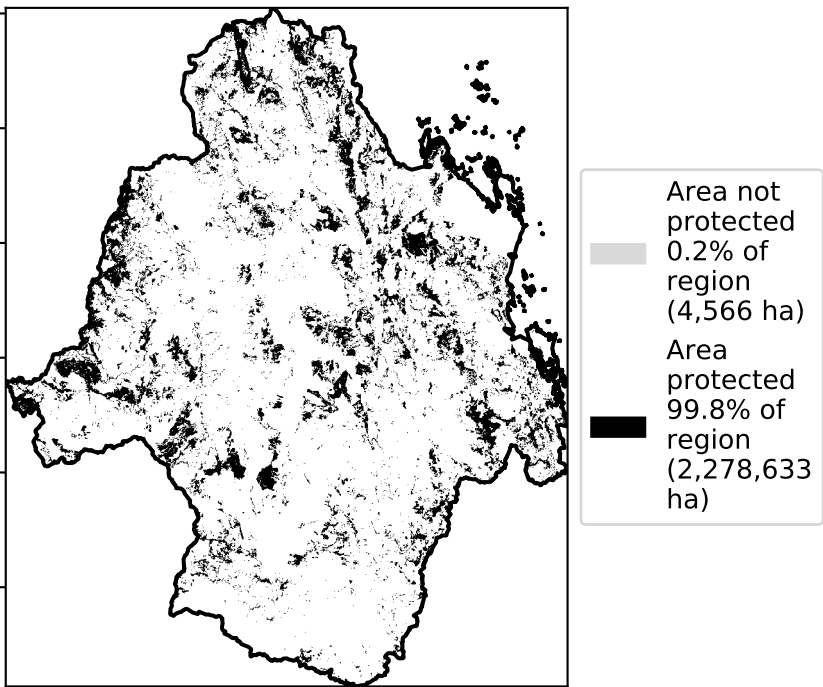 Area not
protected
0.2% of
region
(4,566 ha)
Area
protected
99.8% of
region
(2,278,633
ha)